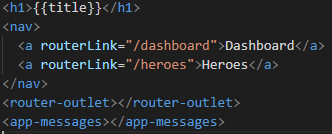 <h1>{{title}}</h1>
<nav>
  <a routerLink="/dashboard">Dashboard</a>
  <a routerLink="/heroes">Heroes</a>
</nav>
<router-outlet></router-outlet>
<app-messages></app-messages>